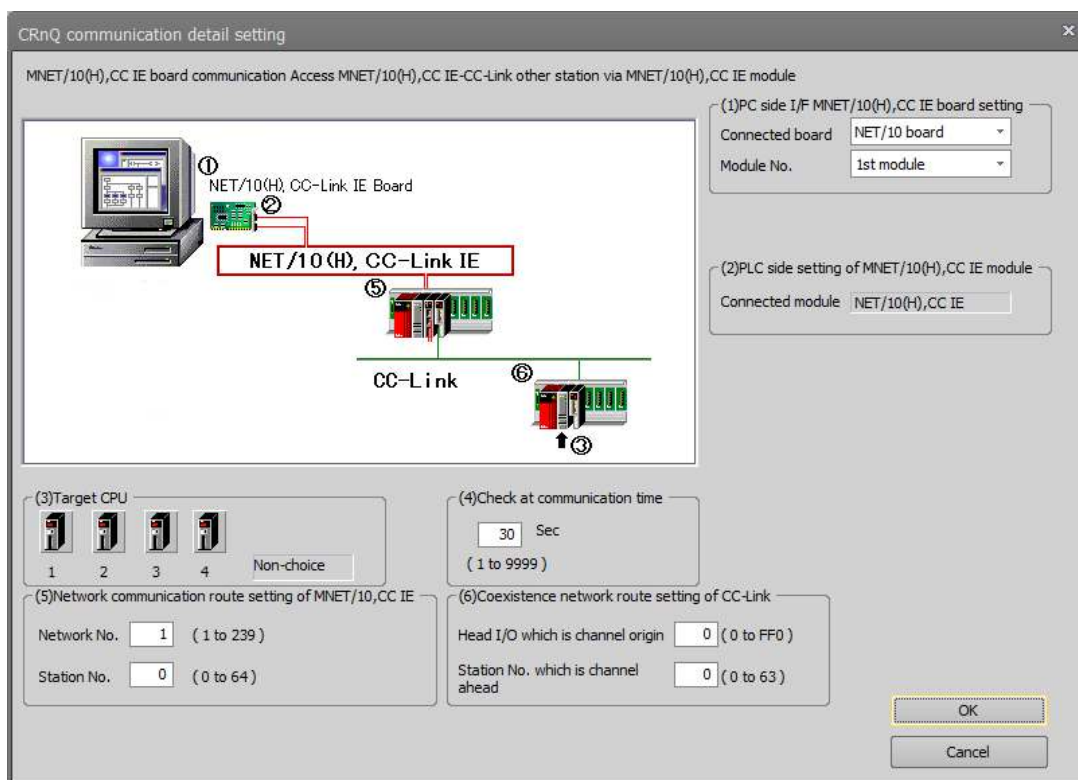 CRnQ communication detail setting
MNET/10(H),CC IE board communication Access MNET/10(H),CC IE-CC-Link other station via MNET/10(H),CC IE module
①
NET/10(H), CC-Link IE Board
②
NET/10(H), CC-Link IE
⑤
CC-Link
⑥
③
(1)PC side I/F MNET/10(H),CC IE board setting
Connected board NET/10 board
Module No. 1st module
(2)PLC side setting of MNET/10(H),CC IE module
Connected module NET/10(H),CC IE
(3)Target CPU
1 2 3 4 Non-choice
(4)Check at communication time
30 Sec
( 1 to 9999 )
(5)Network communication route setting of MNET/10,CC IE
Network No. 1 ( 1 to 239 )
Station No. 0 ( 0 to 64 )
(6)Coexistence network route setting of CC-Link
Head I/O which is channel origin 0 ( 0 to FF0 )
Station No. which is channel
ahead 0 ( 0 to 63 )
OK
Cancel